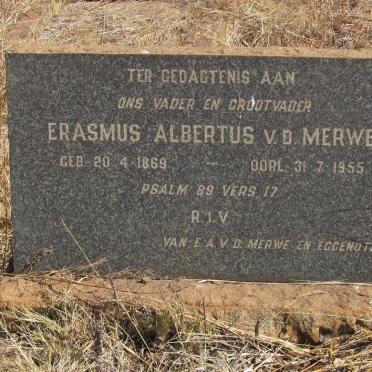 TER GEDAGTENIS AAN
ONS VADER EN GROOTVADER
ERASMUS ALBERTUS V.D. MERWE
GEB. 20.4.1869 — OORL. 31.7.1955
PSALM 89 VERS 17
R.I.V.
VAN: E.A.V.D. MERWE EN